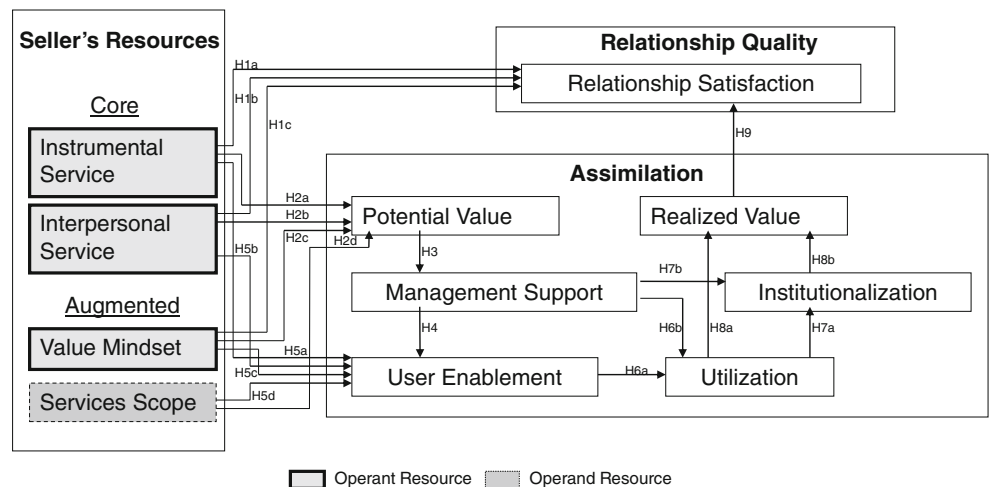 Seller's Resources
Core
Instrumental
Service
Interpersonal
Service
Augmented
Value Mindset
Services Scope
H1a
H1b
H1c
H2a
H2b
H2c
H2d
H5b
H5a
H5c
H5d
Relationship Quality
Relationship Satisfaction
H9
Assimilation
Potential Value
Realized Value
H3
H8b
H7b
Management Support
Institutionalization
H4
H6b
H8a
H7a
User Enablement
H6a
Utilization
Operant Resource
Operand Resource